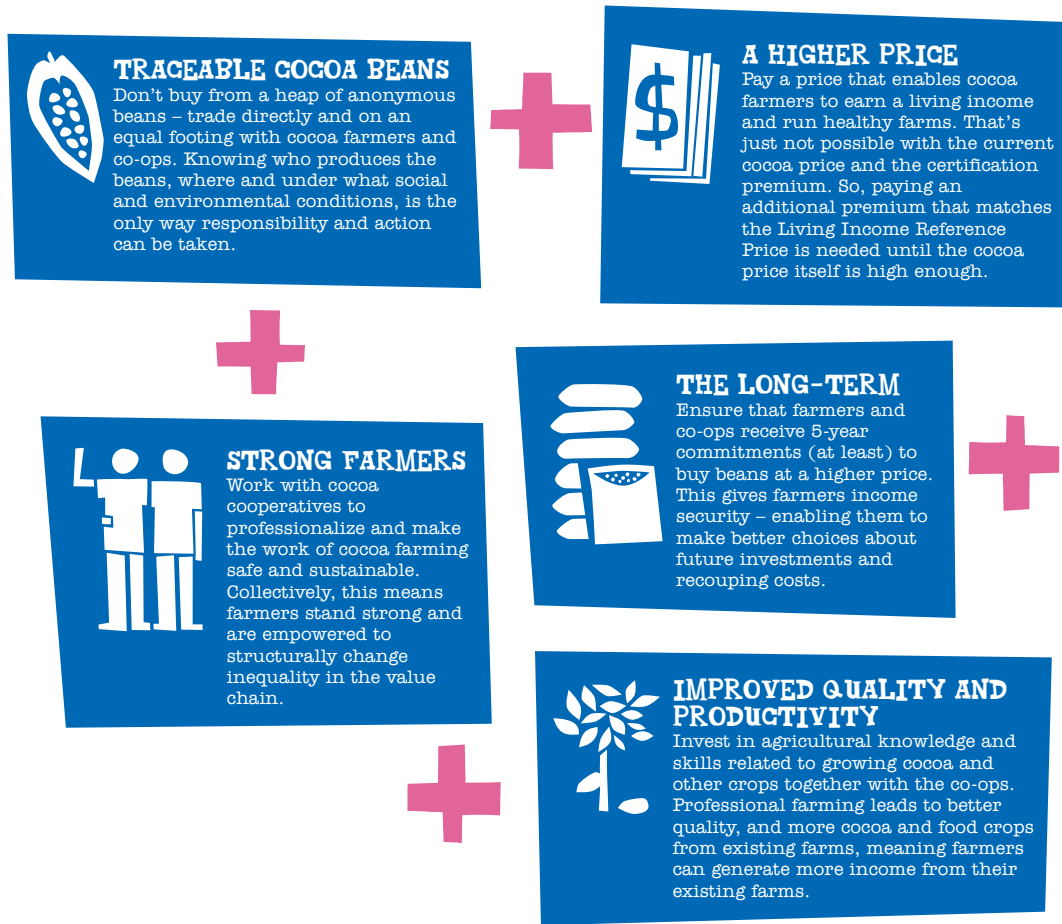 TRACEABLE COCOA BEANS
Don't buy from a heap of anonymous
beans – trade directly and on an
equal footing with cocoa farmers and
co-ops. Knowing who produces the
beans, where and under what social
and environmental conditions, is the
only way responsibility and action
can be taken.
A HIGHER PRICE
Pay a price that enables cocoa
farmers to earn a living income
and run healthy farms. That's
just not possible with the current
cocoa price and the certification
premium. So, paying an
additional premium that matches
the Living Income Reference
Price is needed until the cocoa
price itself is high enough.
$
STRONG FARMERS
Work with cocoa
cooperatives to
professionalize and make
the work of cocoa farming
safe and sustainable.
Collectively, this means
farmers stand strong and
are empowered to
structurally change
inequality in the value
chain.
THE LONG-TERM
Ensure that farmers and
co-ops receive 5-year
commitments (at least) to
buy beans at a higher price.
This gives farmers income
security – enabling them to
make better choices about
future investments and
recouping costs.
IMPROVED QUALITY AND
PRODUCTIVITY
Invest in agricultural knowledge and
skills related to growing cocoa and
other crops together with the co-ops.
Professional farming leads to better
quality, and more cocoa and food crops
from existing farms, meaning farmers
can generate more income from their
existing farms.